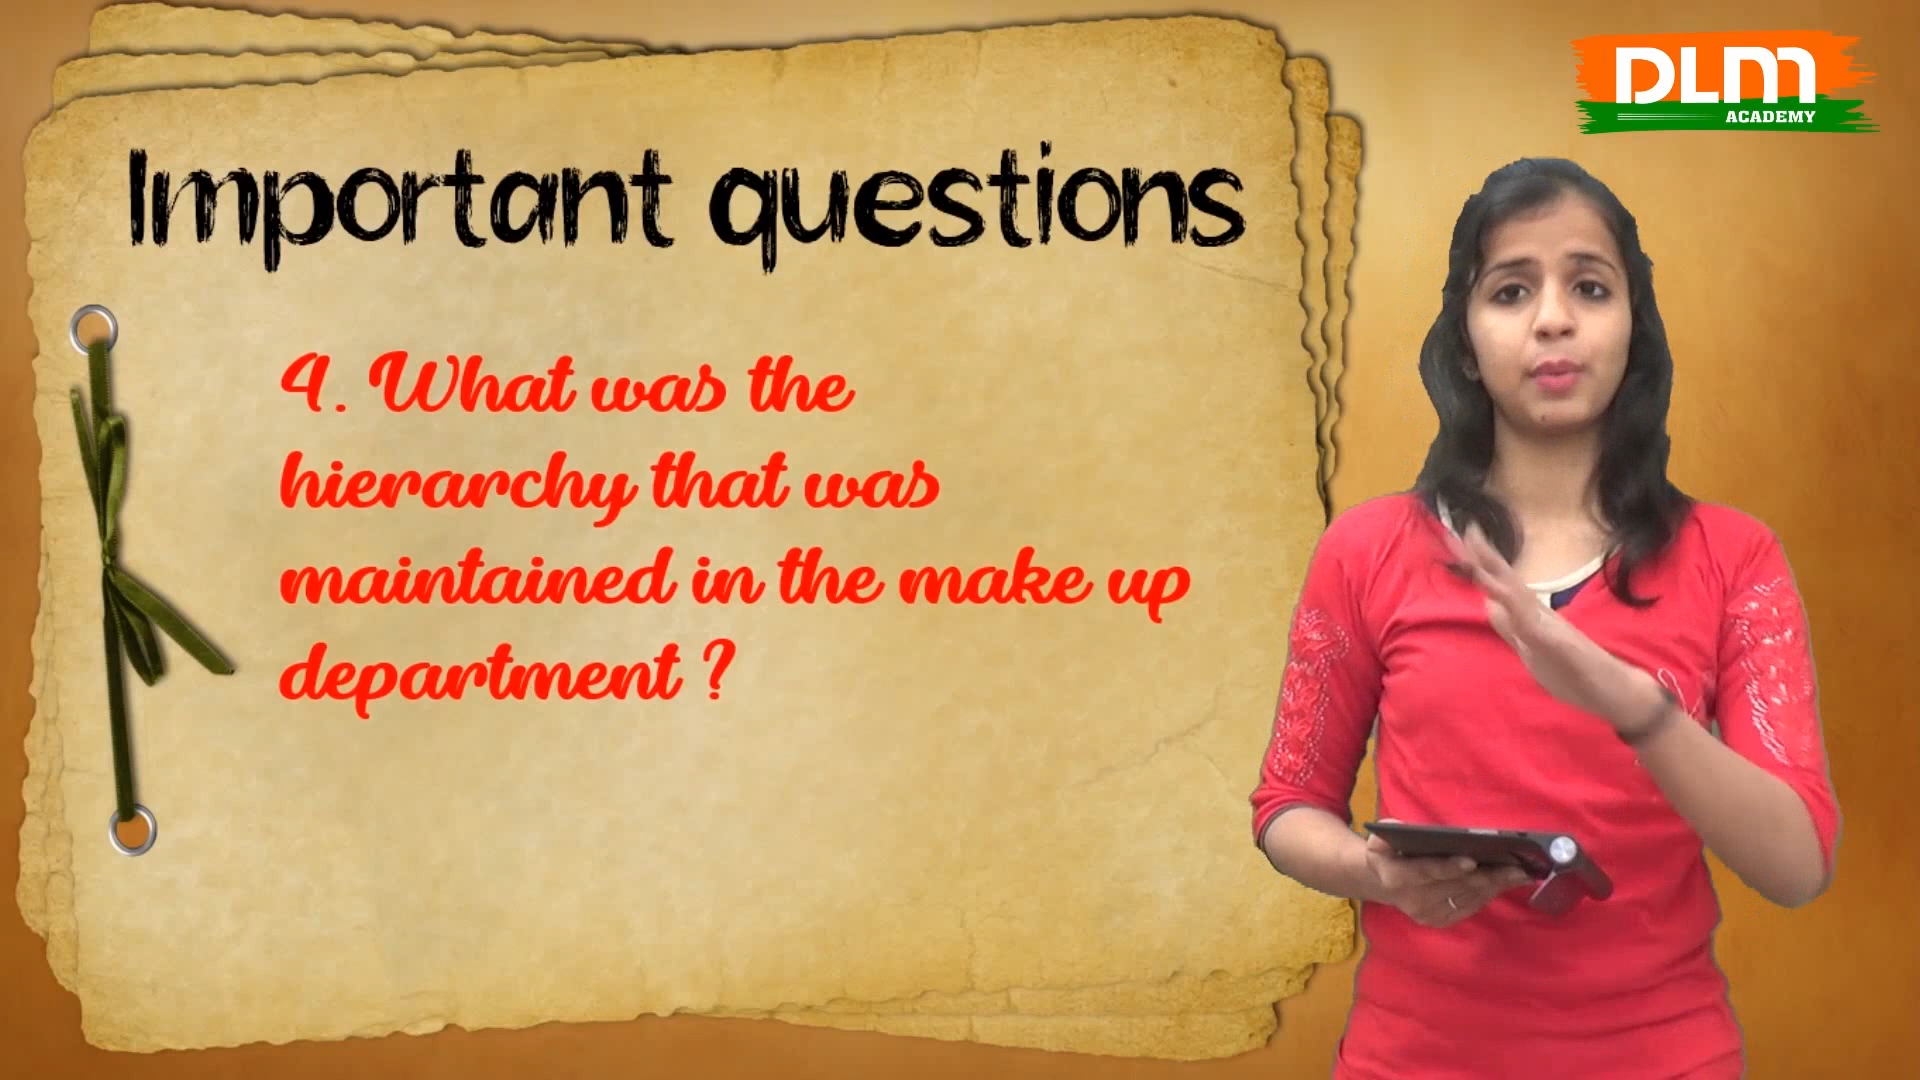 DLM
ACADEMY
Important questions
4. What was the
hierarchy that was
maintained in the make up
department ?